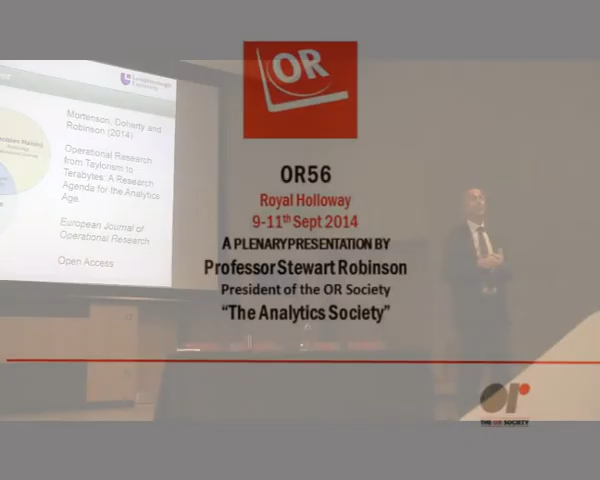 OR
OR56
Royal Holloway
9-11th Sept 2014
A PLENARY PRESENTATION BY
Professor Stewart Robinson
President of the OR Society
“The Analytics Society”
or
THE OR SOCIETY
Loughborough
University
Mortenson, Doherty and
Robinson (2014)
Operational Research
from Taylorism to
Terabytes: A Research
Agenda for the Analytics
Age.
European Journal of
Operational Research
Open Access